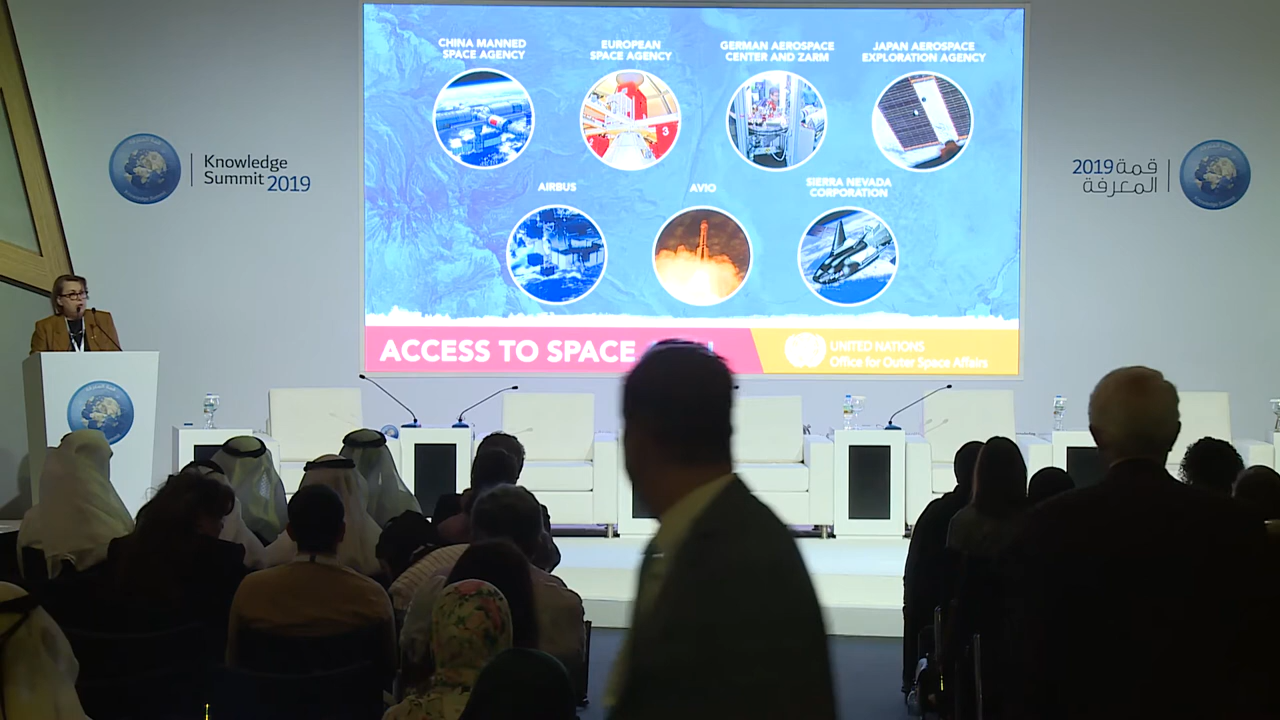 CHINA MANNED
SPACE AGENCY
EUROPEAN
SPACE AGENCY
GERMAN AEROSPACE
CENTER AND ZARM
JAPAN AEROSPACE
EXPLORATION AGENCY
3
AIRBUS
AVIO
SIERRA NEVADA
CORPORATION
ACCESS TO SPACE
UNITED NATIONS
Office for Outer Space Affairs
Knowledge
Summit 2019
قمة 2019
المعرفة